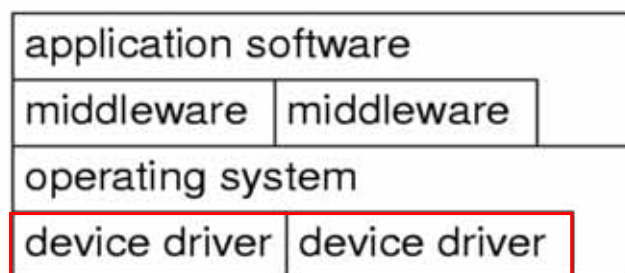 application software
middleware middleware
operating system
device driver device driver